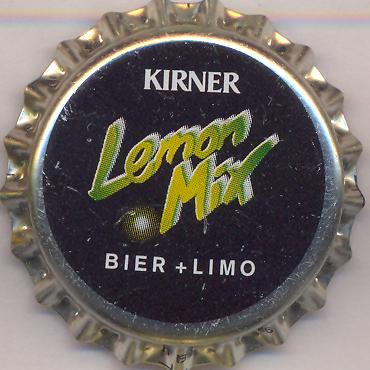 KIRNER
Lemon
Mix
BIER + LIMO